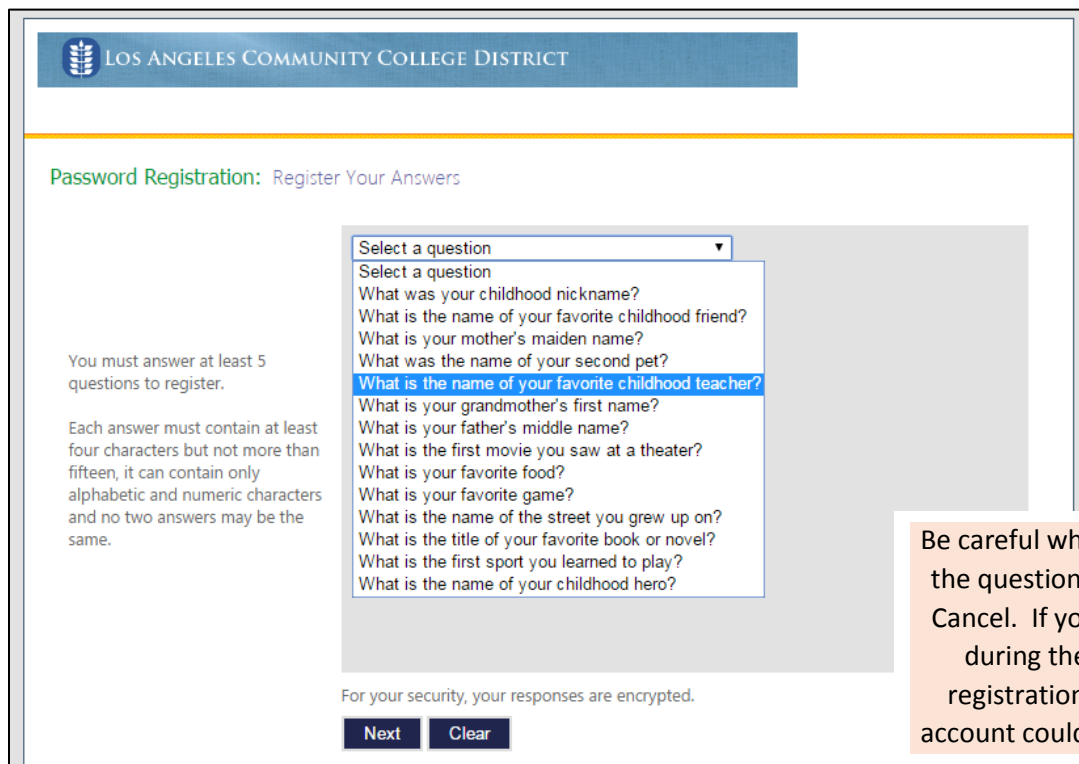 LOS ANGELES COMMUNITY COLLEGE DISTRICT
Password Registration: Register Your Answers
Select a question
Select a question
What was your childhood nickname?
What is the name of your favorite childhood friend?
What is your mother's maiden name?
What was the name of your second pet?
What is the name of your favorite childhood teacher?
What is your grandmother's first name?
What is your father's middle name?
What is the first movie you saw at a theater?
What is your favorite food?
What is your favorite game?
What is the name of the street you grew up on?
What is the title of your favorite book or novel?
What is the first sport you learned to play?
What is the name of your childhood hero?
You must answer at least 5
questions to register.
Each answer must contain at least
four characters but not more than
fifteen, it can contain only
alphabetic and numeric characters
and no two answers may be the
same.
For your security, your responses are encrypted.
Next Clear
Be careful
the question
Cancel. If
during the
registration
account could